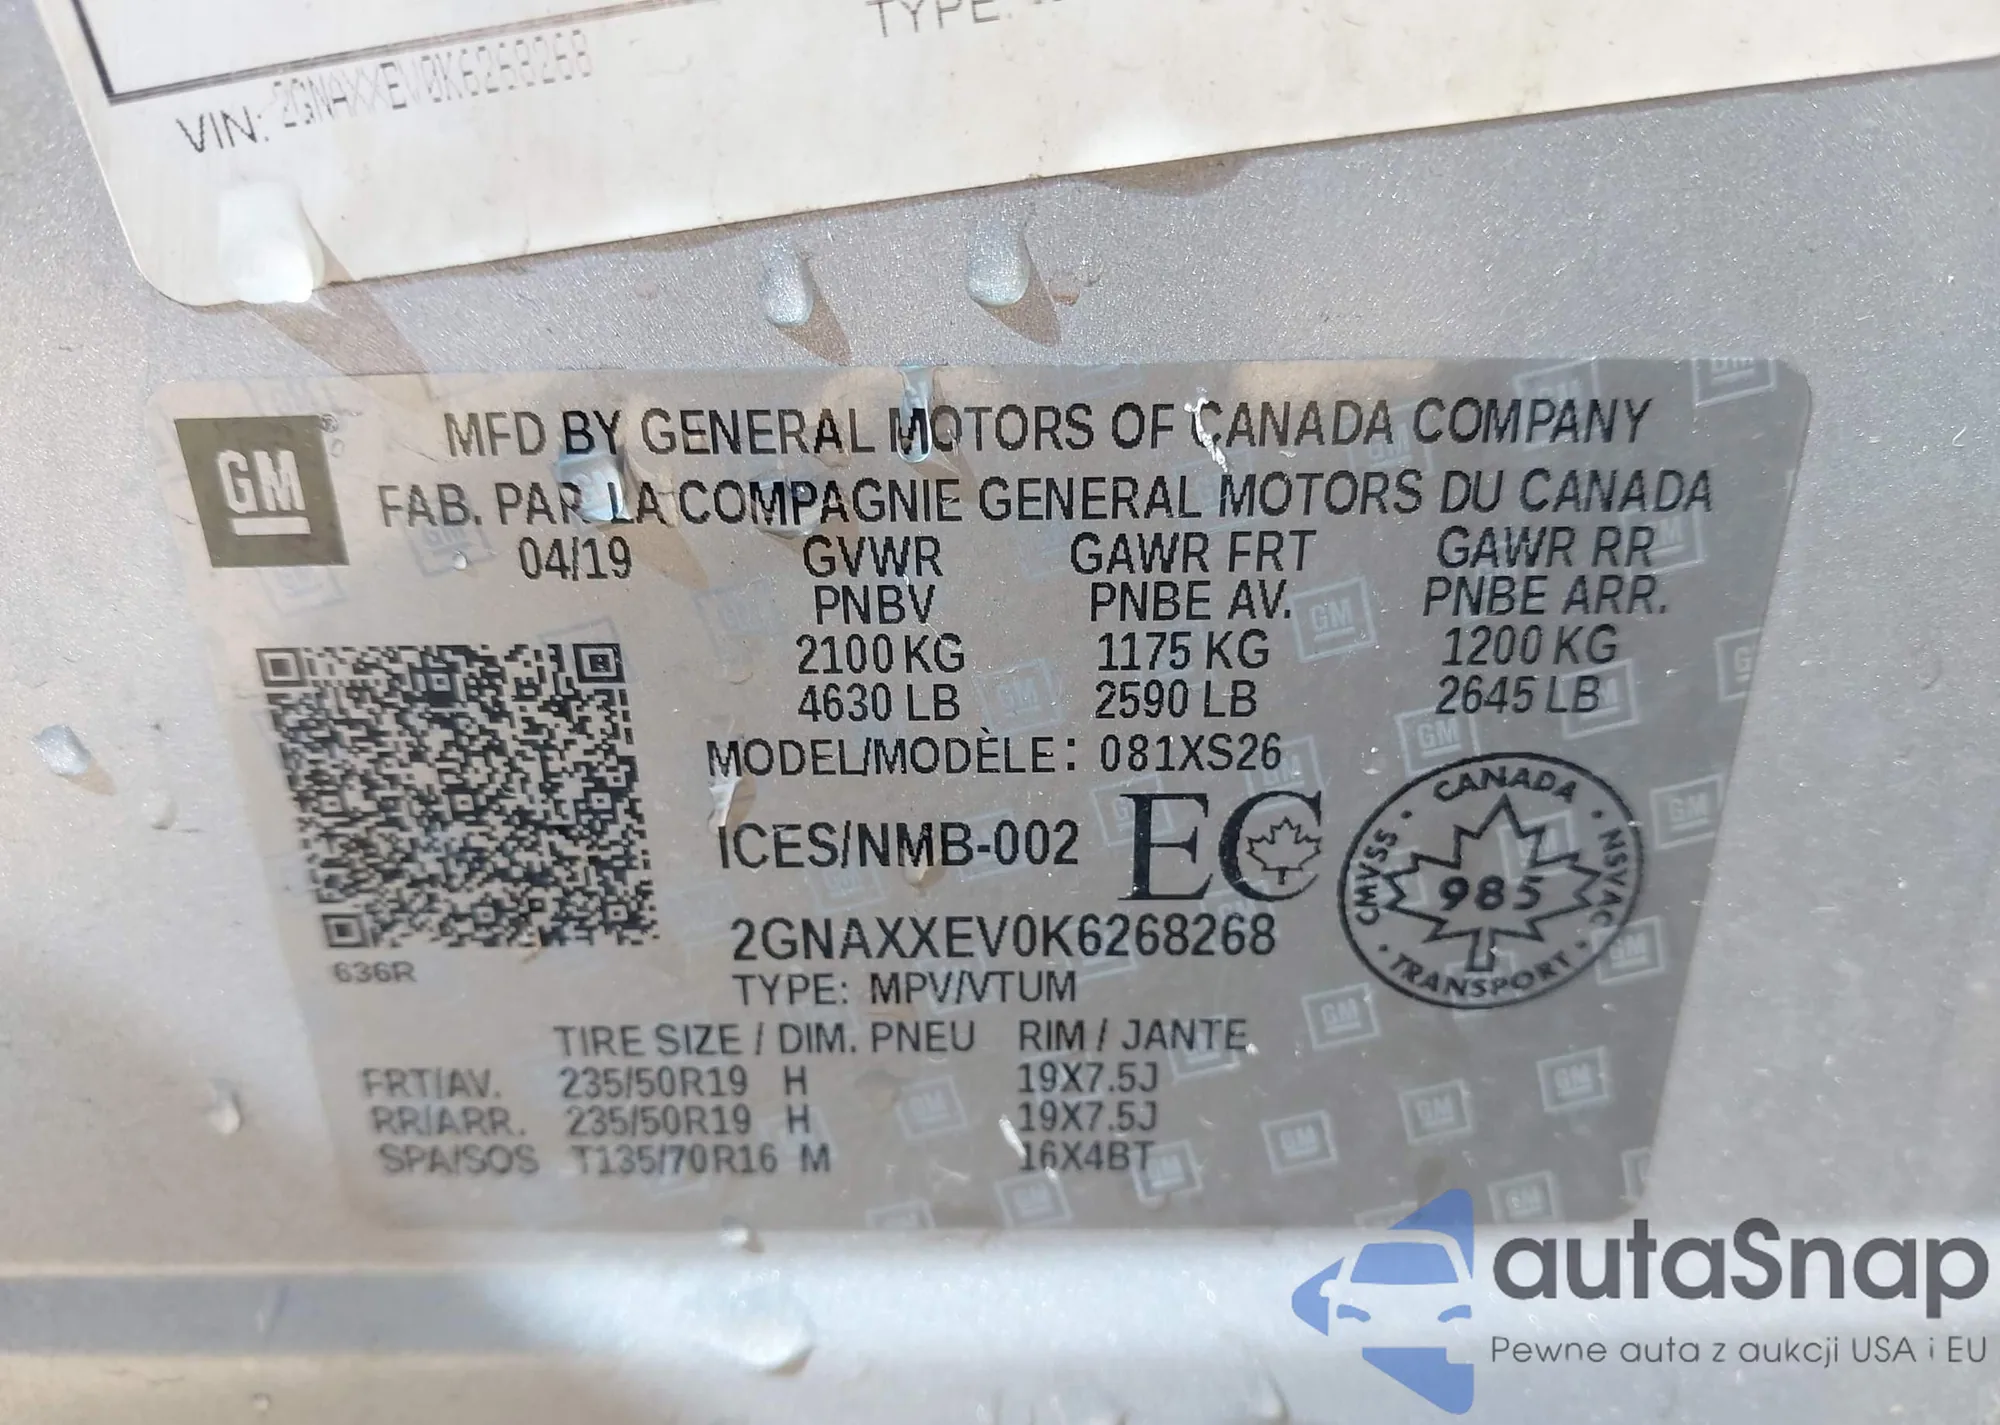 TYPE:
VIN: 2GNAXXEV0K6268268
GM
MFD BY GENERAL MOTORS OF CANADA COMPANY
FAB. PAR LA COMPAGNIE GENERAL MOTORS DU CANADA
04/19 GVWR GAWR FRT GAWR RR
PNBV PNBE AV. PNBE ARR.
2100 KG 1175 KG 1200 KG
4630 LB 2590 LB 2645 LB
MODEL/MODÈLE: 081XS26
ICES/NMB-002 EC
CANADA
CMVSS 985 NSVAC
TRANSPORT
2GNAXXEV0K6268268
636R
TYPE: MPV/VTUM
TIRE SIZE / DIM. PNEU RIM / JANTE
FRT/AV. 235/50R19 H 19X7.5J
RR/ARR. 235/50R19 H 19X7.5J
SPA/SOS T135/70R16 M 16X4BT
autaSnap
Pewne auta z aukcji USA i EU